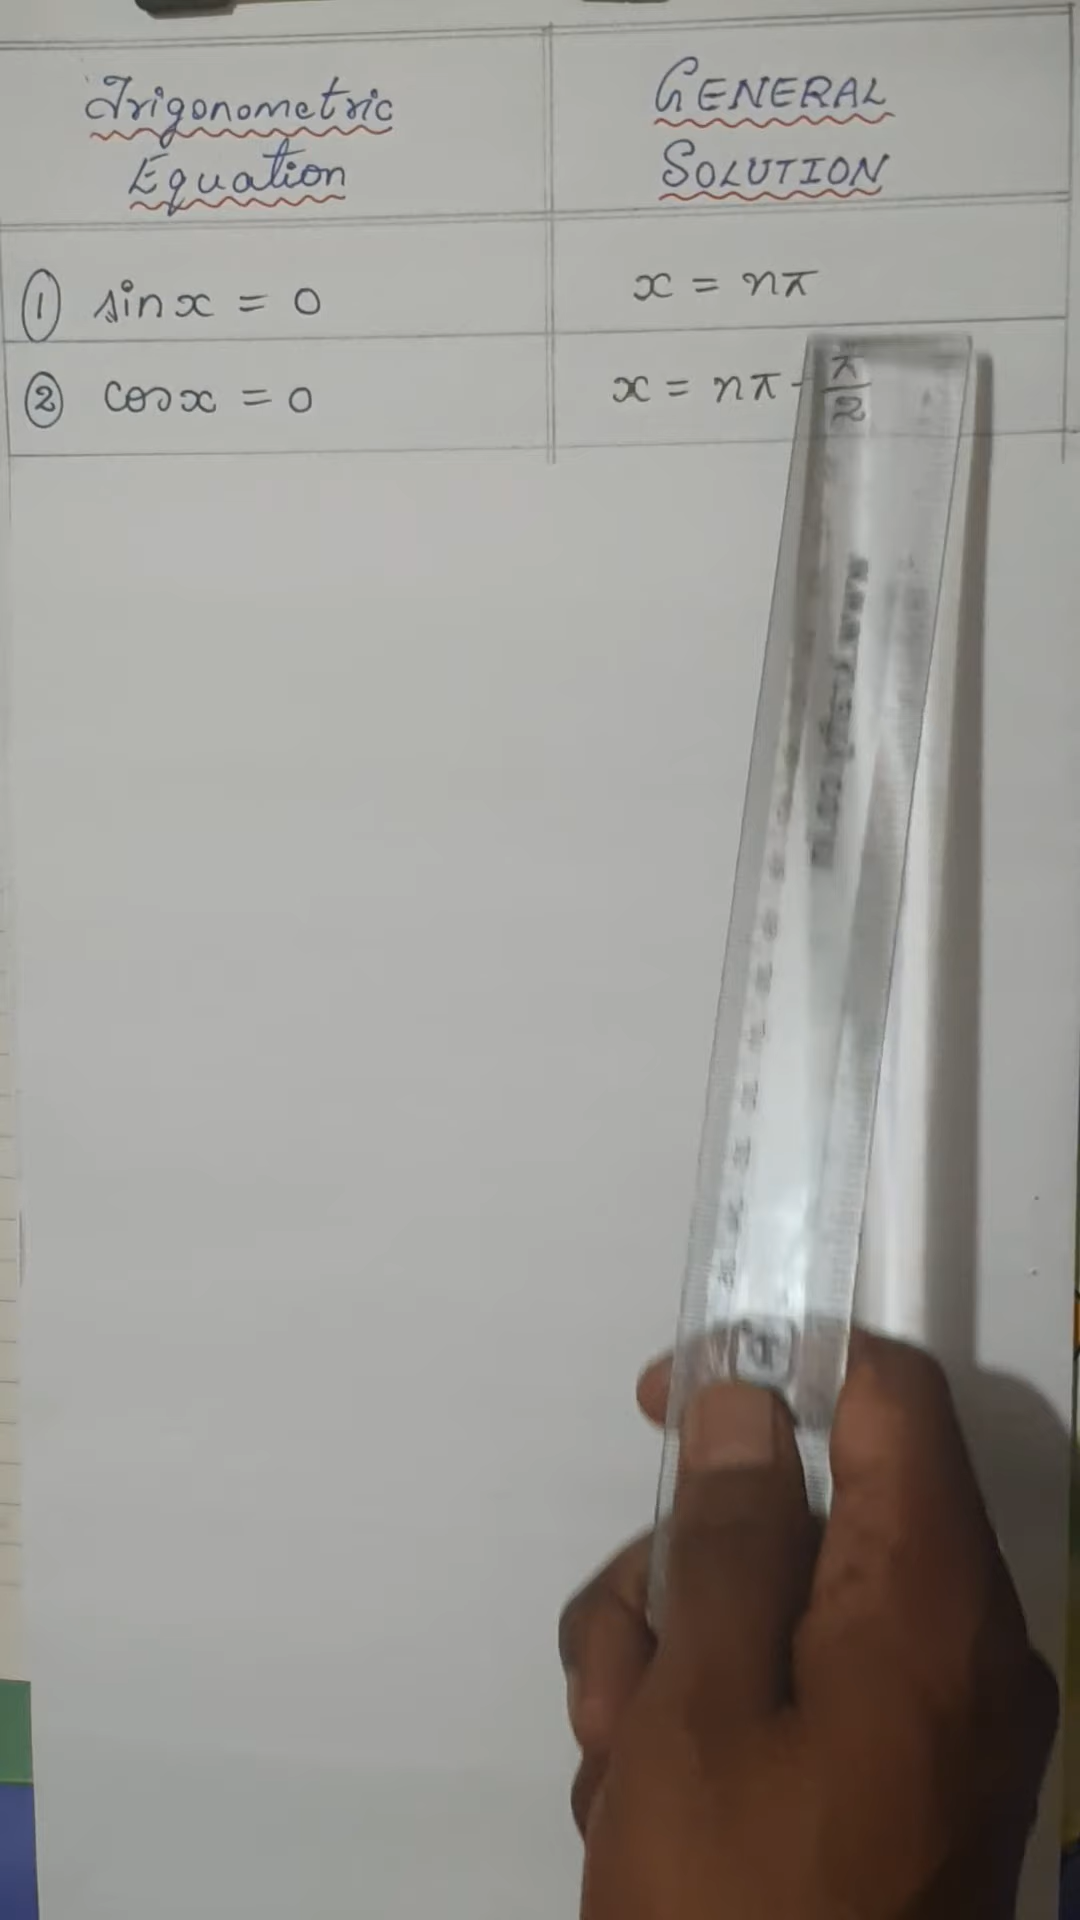 Trigonometric
Equation
GENERAL
SOLUTION
① sin x = 0
x = nπ
② cos x = 0
x = nπ + π/2